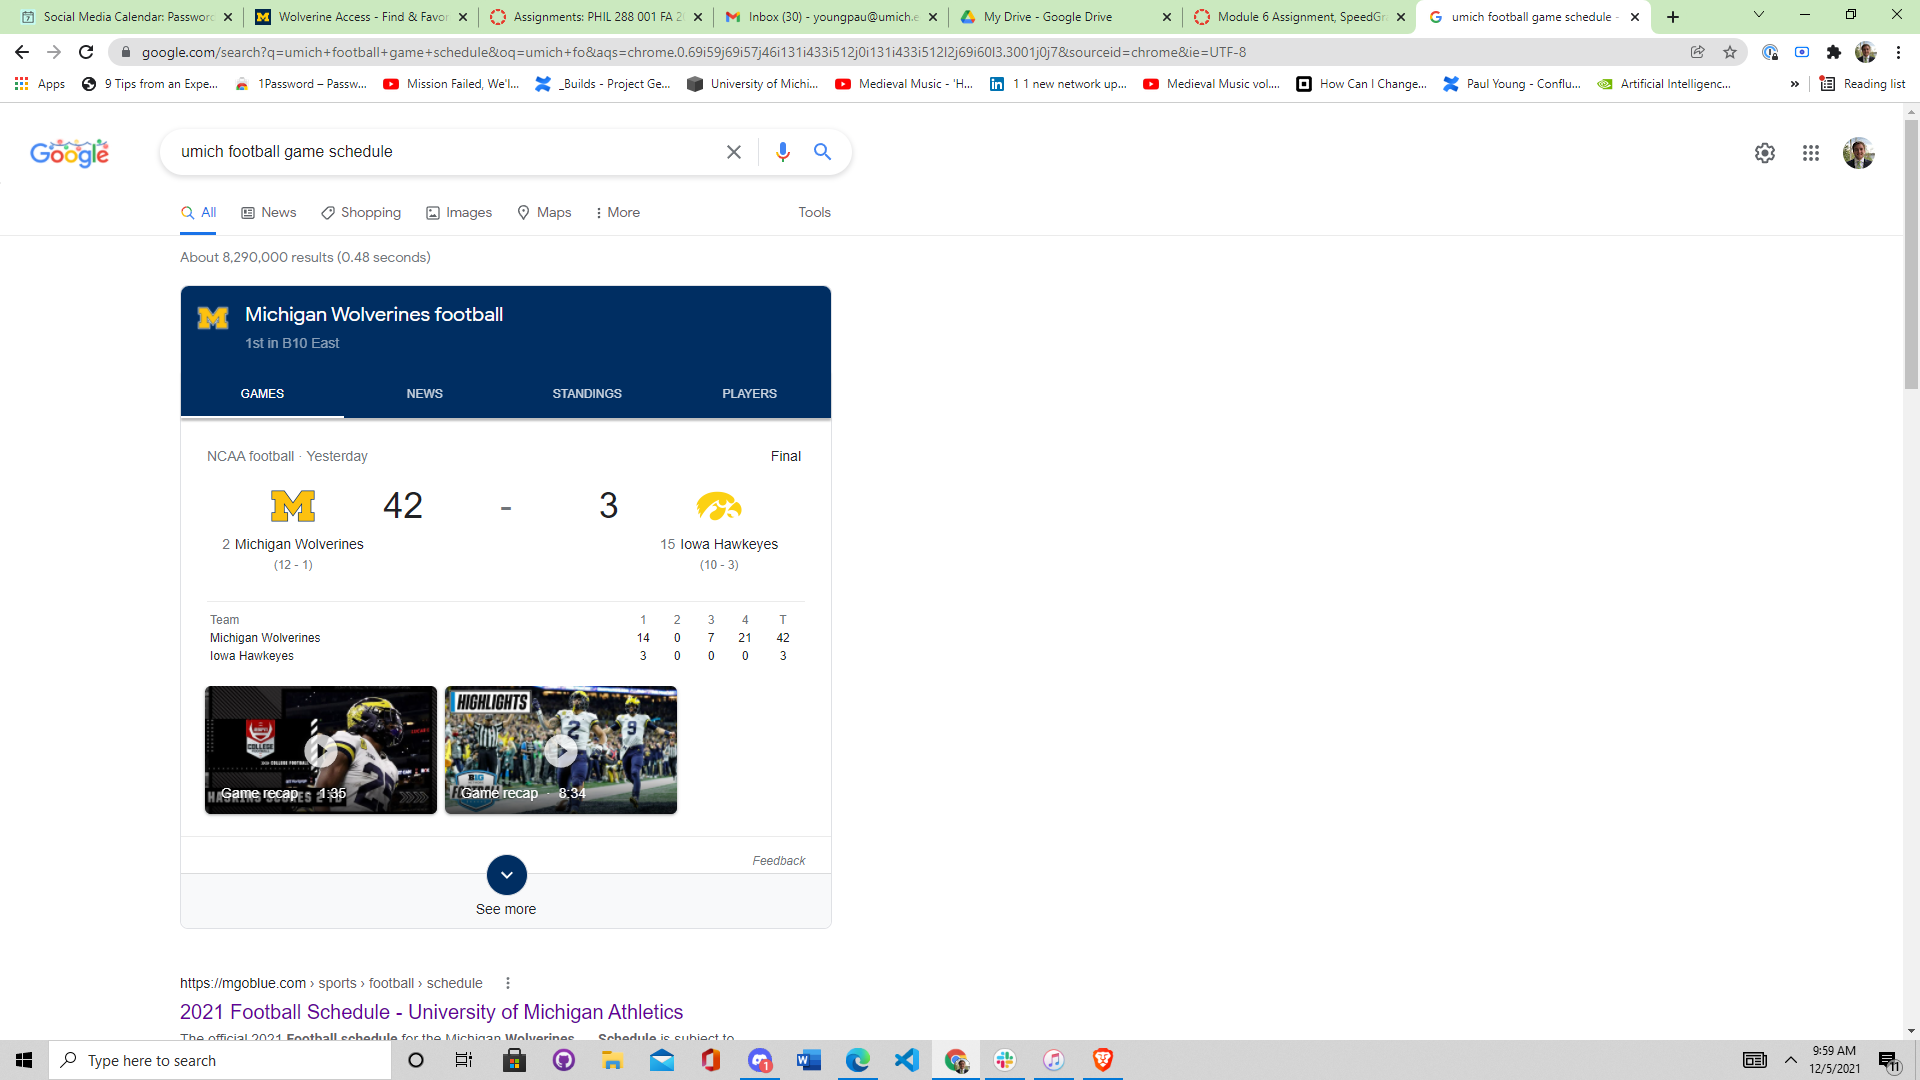 Social Media Calendar: Password
Wolverine Access - Find & Favor
Assignments: PHIL 288 001 FA 20
Inbox (30) - youngpau@umich.e
My Drive - Google Drive
Module 6 Assignment, SpeedGra
umich football game schedule -
google.com/search?q=umich+football+game+schedule&oq=umich+fo&aqs=chrome.0.69i59j69i57j46i131i433i512j0i131i433i512l2j69i60l3.3001j0j7&sourceid=chrome&ie=UTF-8
Apps
9 Tips from an Expe...
1Password – Passw...
Mission Failed, We'l...
_Builds - Project Ge...
University of Michi...
Medieval Music - 'H...
1 1 new network up...
Medieval Music vol....
How Can I Change...
Paul Young - Conflu...
Artificial Intelligenc...
»
Reading list
Google
umich football game schedule
All
News
Shopping
Images
Maps
More
Tools
About 8,290,000 results (0.48 seconds)
Michigan Wolverines football
1st in B10 East
GAMES
NEWS
STANDINGS
PLAYERS
NCAA football · Yesterday
Final
42 - 3
2 Michigan Wolverines
(12 - 1)
15 Iowa Hawkeyes
(10 - 3)
Team 1 2 3 4 T
Michigan Wolverines 14 0 7 21 42
Iowa Hawkeyes 3 0 0 0 3
COLLEGE
HASKINS SCORES 2 TD
Game recap · 1:35
HIGHLIGHTS
Game recap · 8:34
Feedback
See more
https://mgoblue.com › sports › football › schedule
2021 Football Schedule - University of Michigan Athletics
The official 2021 Football schedule for the Michigan Wolverines ... Schedule is subject to
Type here to search
9:59 AM
12/5/2021
11